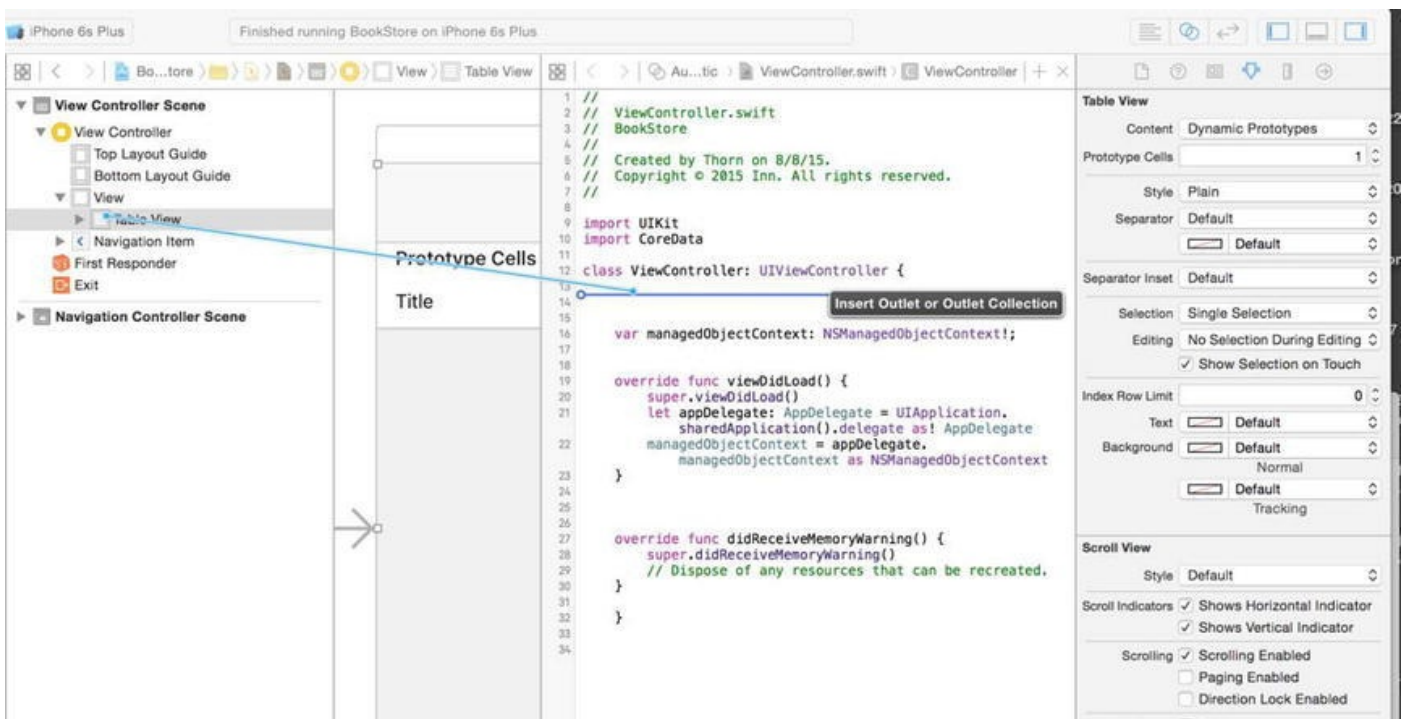 iPhone 6s Plus
Finished running BookStore on iPhone 6s Plus
Bo...tore
View
Table View
Au...tic
ViewController.swift
ViewController
View Controller Scene
View Controller
Top Layout Guide
Bottom Layout Guide
View
Table View
Navigation Item
First Responder
Exit
Navigation Controller Scene
Prototype Cells
Title
1 //
2 // ViewController.swift
3 // BookStore
4 //
5 // Created by Thorn on 8/8/15.
6 // Copyright © 2015 Inn. All rights reserved.
7 //
8
9 import UIKit
10 import CoreData
11
12 class ViewController: UIViewController {
13
14
Insert Outlet or Outlet Collection
15
16 var managedObjectContext: NSManagedObjectContext!;
17
18
19 override func viewDidLoad() {
20 super.viewDidLoad()
21 let appDelegate: AppDelegate = UIApplication.
sharedApplication().delegate as! AppDelegate
22 managedObjectContext = appDelegate.
managedObjectContext as NSManagedObjectContext
23 }
24
25
26
27 override func didReceiveMemoryWarning() {
28 super.didReceiveMemoryWarning()
29 // Dispose of any resources that can be recreated.
30 }
31
32 }
33
34
Table View
Content Dynamic Prototypes
Prototype Cells 1
Style Plain
Separator Default
Default
Separator Inset Default
Selection Single Selection
Editing No Selection During Editing
Show Selection on Touch
Index Row Limit 0
Text Default
Background Default
Normal
Default
Tracking
Scroll View
Style Default
Scroll Indicators Shows Horizontal Indicator
Shows Vertical Indicator
Scrolling Scrolling Enabled
Paging Enabled
Direction Lock Enabled